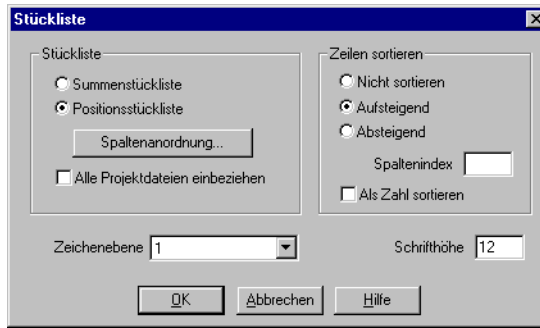 Stückliste
Stückliste
Summenstückliste
Positionsstückliste
Spaltenanordnung...
Alle Projektdateien einbeziehen
Zeilen sortieren
Nicht sortieren
Aufsteigend
Absteigend
Spaltenindex
Als Zahl sortieren
Zeichenebene 1
Schrifthöhe 12
OK Abbrechen Hilfe